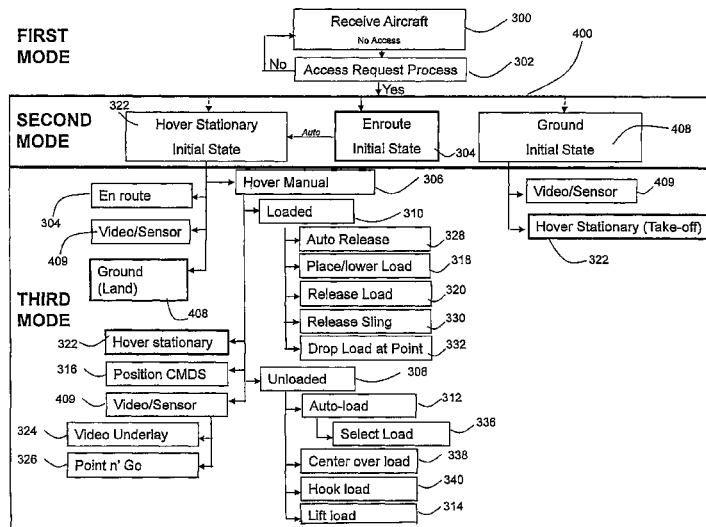 FIRST MODE
Receive Aircraft
No Access
300
No
Access Request Process
302
Yes
400
SECOND MODE
322
Hover Stationary
Initial State
Auto
Enroute
Initial State
304
Ground
Initial State
408
THIRD MODE
Hover Manual
306
En route
304
Video/Sensor
409
Ground
(Land)
408
Loaded
310
Auto Release
328
Place/lower Load
318
Release Load
320
Release Sling
330
Drop Load at Point
332
322
Hover stationary
316
Position CMDS
409
Video/Sensor
324
Video Underlay
326
Point n' Go
Unloaded
308
Auto-load
312
Select Load
336
Center over load
338
Hook load
340
Lift load
314
Video/Sensor
409
Hover Stationary (Take-off)
322